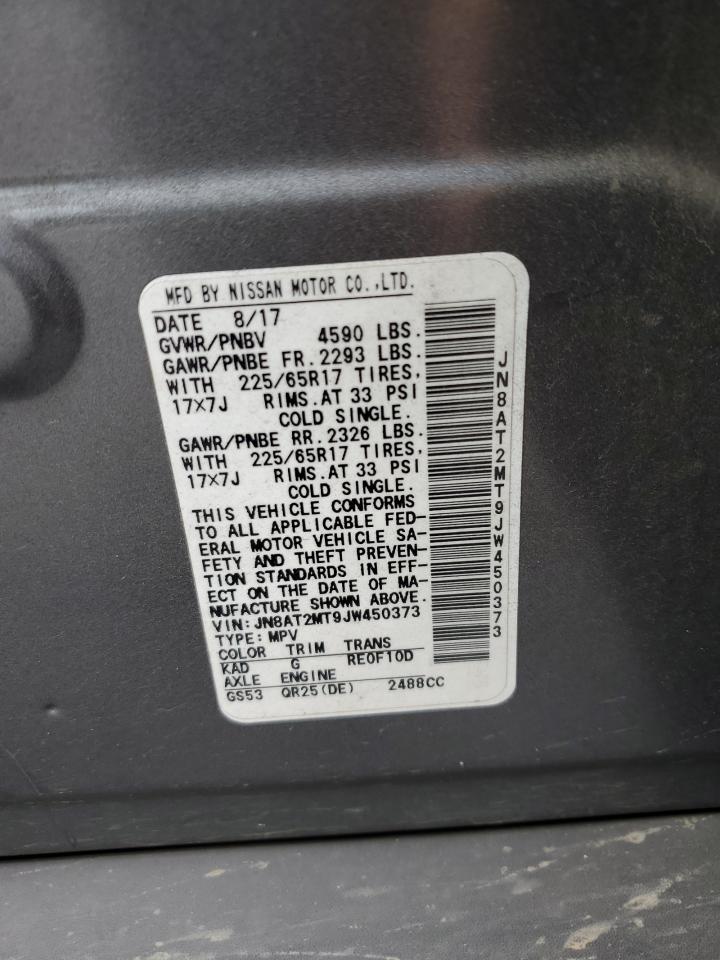 MFD BY NISSAN MOTOR CO.,LTD.
DATE 8/17
GVWR/PNBV 4590 LBS.
GAWR/PNBE FR. 2293 LBS.
WITH 225/65R17 TIRES,
17X7J RIMS.AT 33 PSI
COLD SINGLE.
GAWR/PNBE RR. 2326 LBS.
WITH 225/65R17 TIRES,
17X7J RIMS.AT 33 PSI
COLD SINGLE.
THIS VEHICLE CONFORMS
TO ALL APPLICABLE FED-
ERAL MOTOR VEHICLE SA-
FETY AND THEFT PREVEN-
TION STANDARDS IN EFF-
ECT ON THE DATE OF MA-
NUFACTURE SHOWN ABOVE.
VIN:JN8AT2MT9JW450373
TYPE:MPV
COLOR TRIM TRANS
KAD G RE0F10D
AXLE ENGINE
GS53 QR25(DE) 2488CC
JN8AT2MT9JW450373